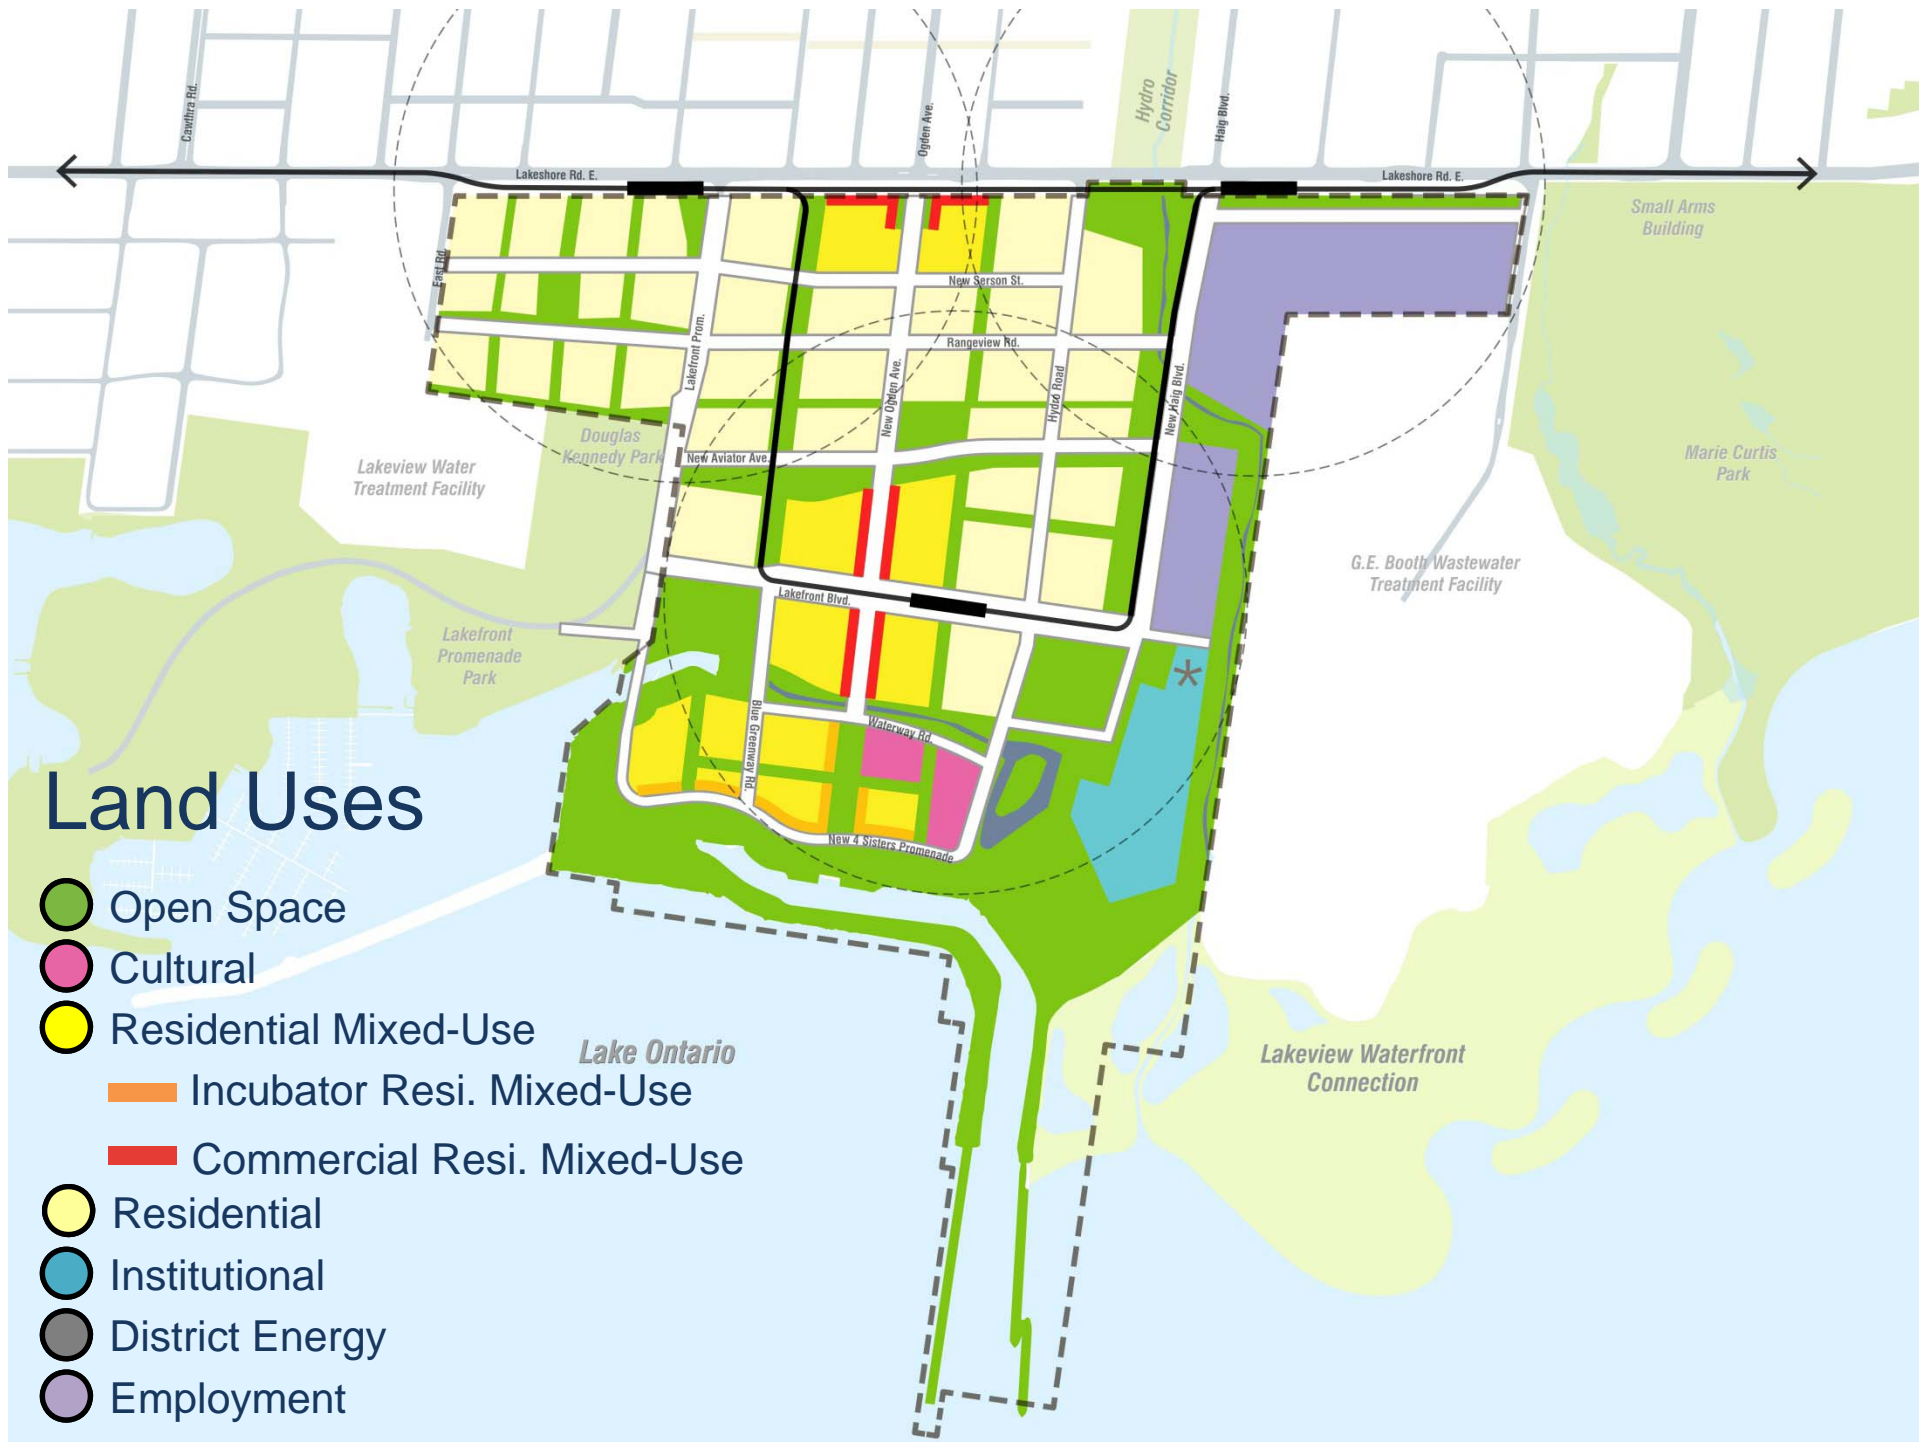 Cawthra Rd.
Ogden Ave.
Hydro
Corridor
Haig Blvd.
Lakeshore Rd. E.
Lakeshore Rd. E.
Small Arms
Building
East Rd.
New Serson St.
Lakefront Prom.
Rangeview Rd.
New Ogden Ave.
Hydro Road
New Haig Blvd.
Douglas
Kennedy Park
Lakeview Water
Treatment Facility
New Aviator Ave.
Marie Curtis
Park
G.E. Booth Wastewater
Treatment Facility
Lakefront Blvd.
Lakefront
Promenade
Park
*
Blue Greenway Rd.
Waterway Rd.
New 4 Sisters Promenade
Land Uses
Open Space
Cultural
Residential Mixed-Use
Incubator Resi. Mixed-Use
Commercial Resi. Mixed-Use
Residential
Institutional
District Energy
Employment
Lake Ontario
Lakeview Waterfront
Connection